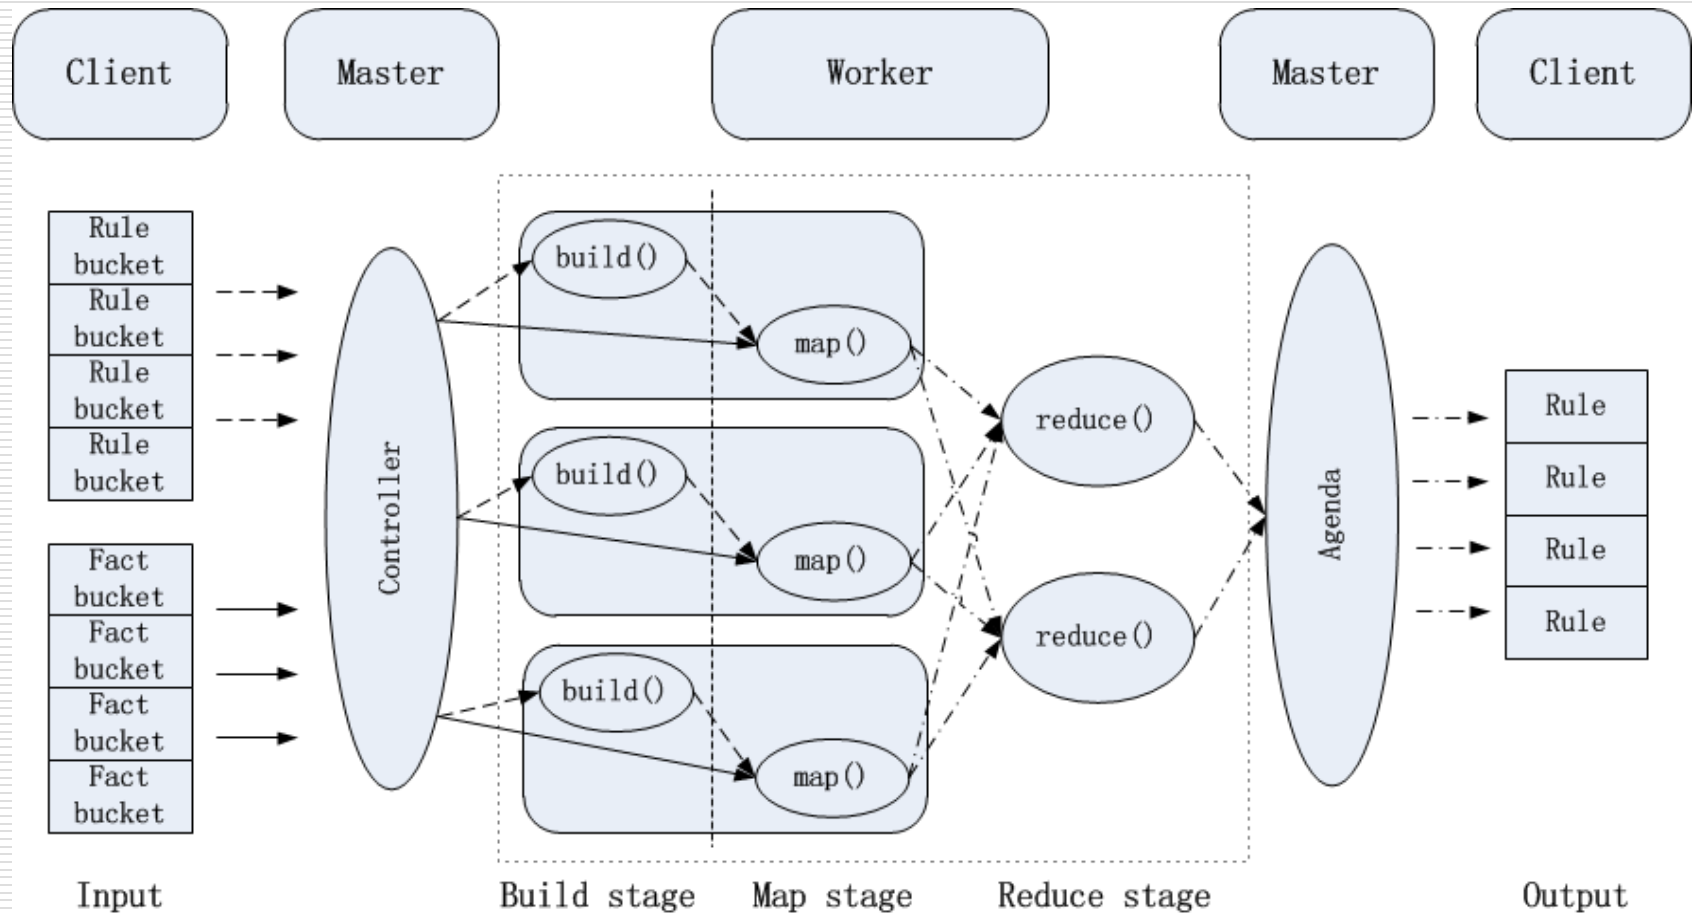 Client
Master
Worker
Master
Client
Rule
bucket
Rule
bucket
Rule
bucket
Rule
bucket
Fact
bucket
Fact
bucket
Fact
bucket
Fact
bucket
Controller
build()
map()
build()
map()
build()
map()
reduce()
reduce()
Agenda
Rule
Rule
Rule
Rule
Input
Build stage
Map stage
Reduce stage
Output